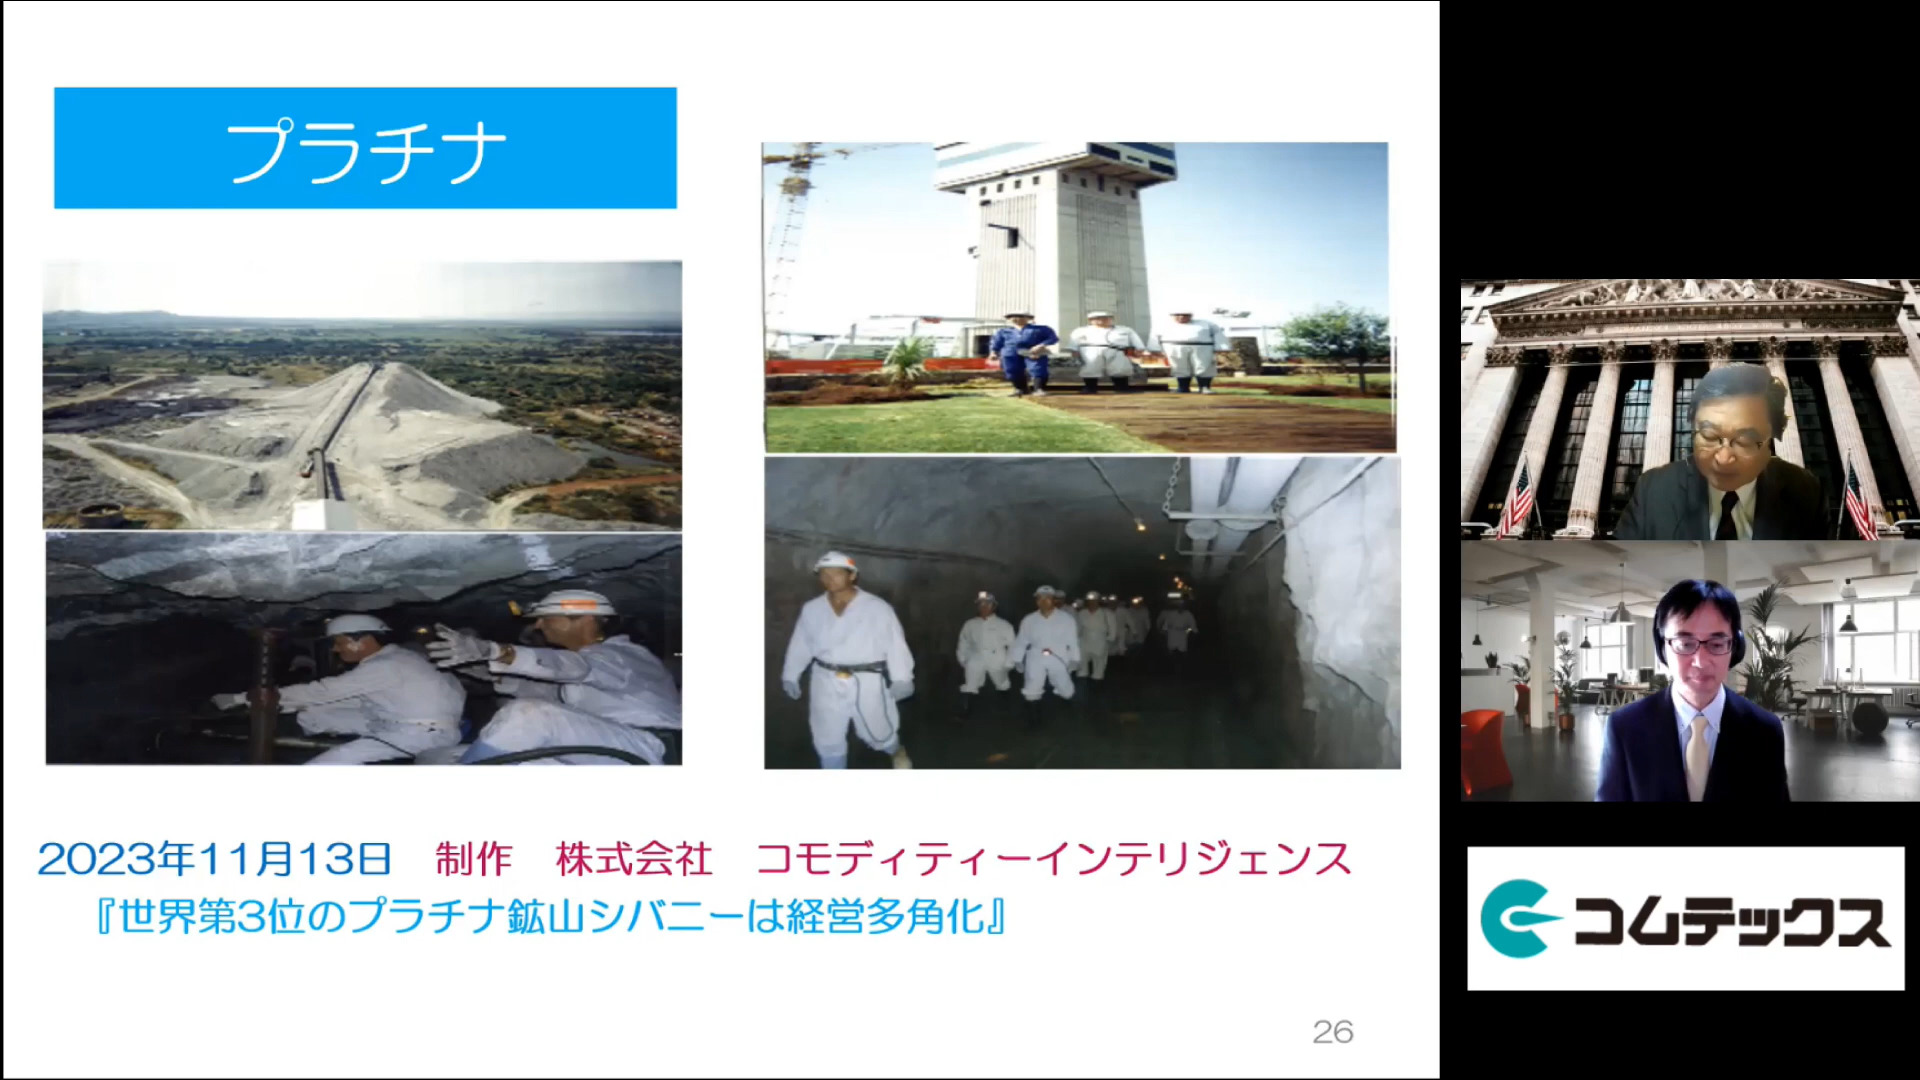 プラチナ
2023年11月13日　制作　株式会社　コモディティーインテリジェンス
『世界第3位のプラチナ鉱山シバニーは経営多角化』
26
コムテックス